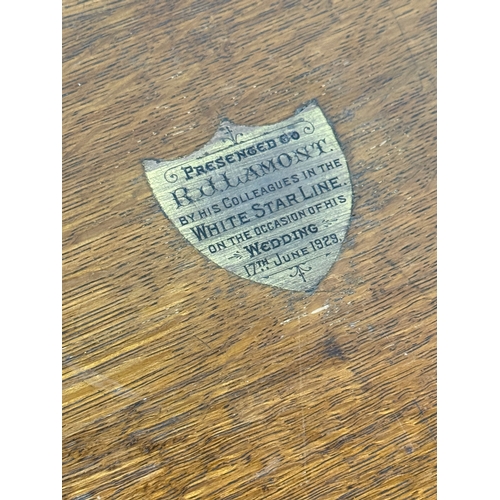 PRESENTED TO
R.J. LAMONT
BY HIS COLLEAGUES IN THE
WHITE STAR LINE.
ON THE OCCASION OF HIS
WEDDING
17TH JUNE 1929.